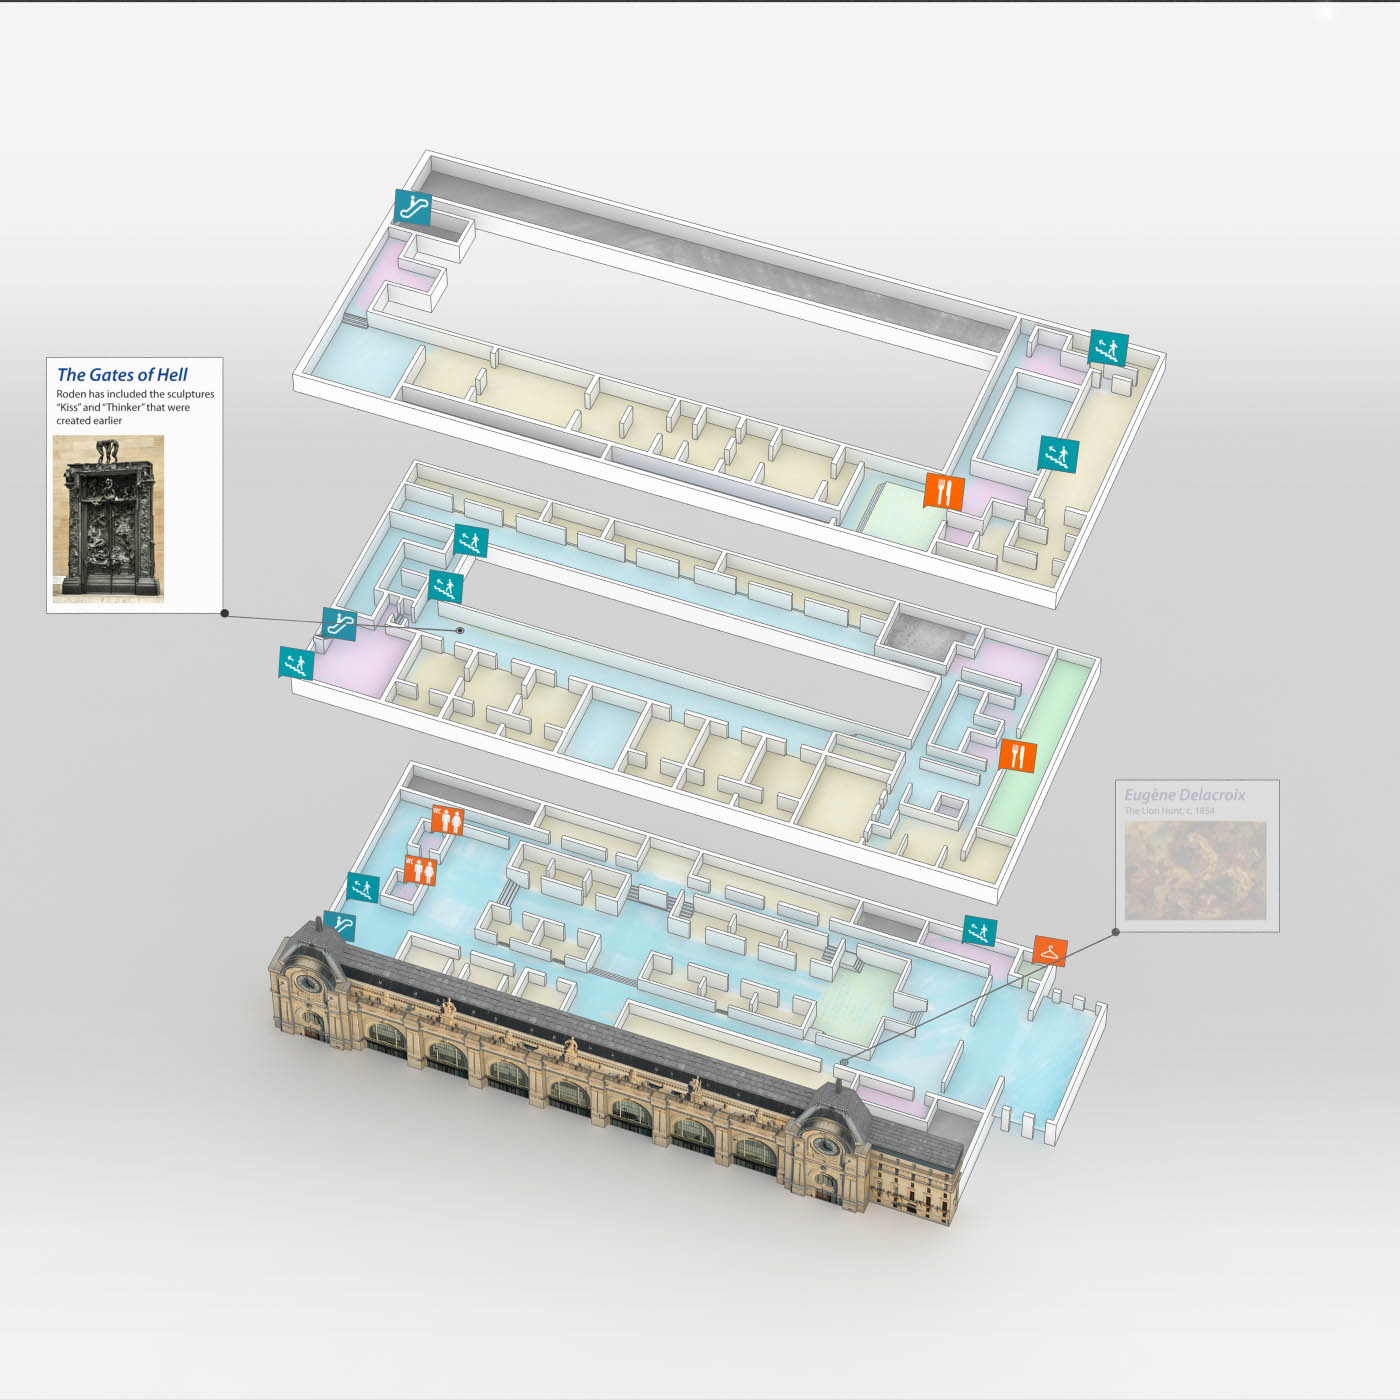 The Gates of Hell
Roden has included the sculptures
“Kiss” and “Thinker” that were
created earlier
Eugène Delacroix
The Lion Hunt, c. 1854
WC
WC